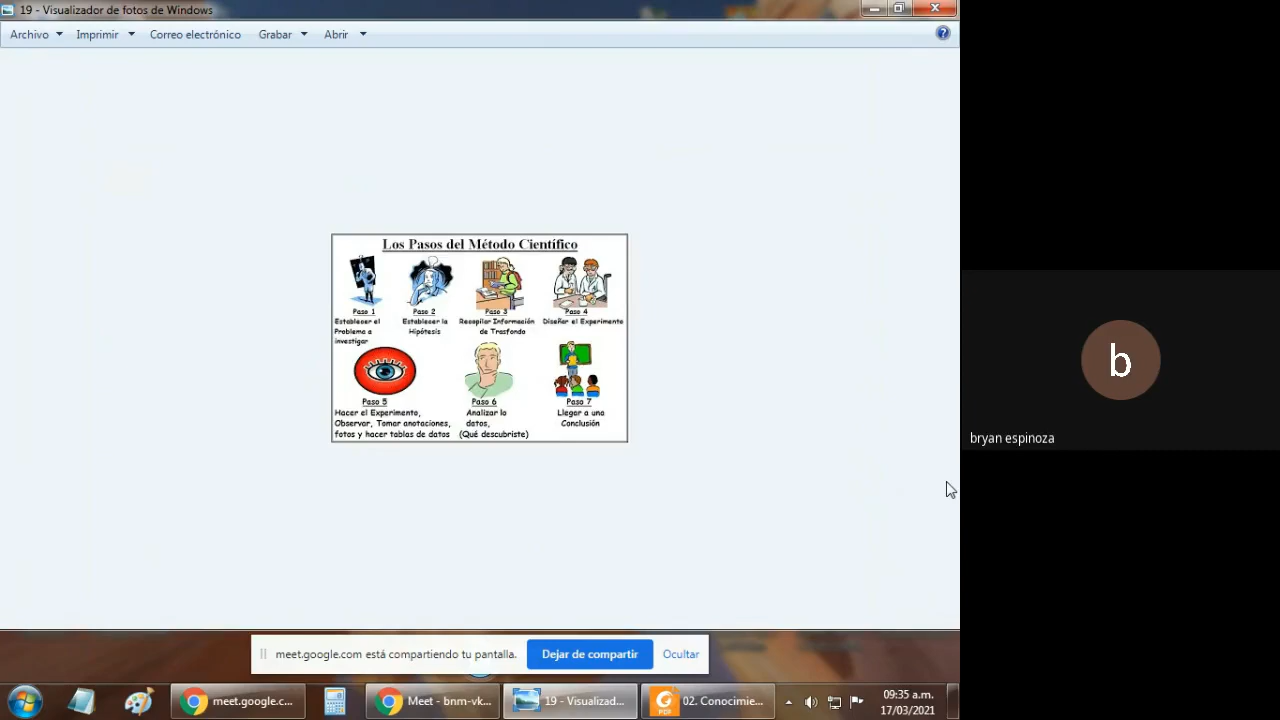 19 - Visualizador de fotos de Windows
Archivo Imprimir Correo electrónico Grabar Abrir
Los Pasos del Método Científico
Paso 1
Establecer el
Problema a
investigar
Paso 2
Establecer la
Hipótesis
Paso 3
Recopilar Información
de Trasfondo
Paso 4
Diseñar el Experimento
Paso 5
Hacer el Experimento,
Observar, Tomar anotaciones,
fotos y hacer tablas de datos
Paso 6
Analizar lo
datos,
(Qué descubriste)
Paso 7
Llegar a una
Conclusión
b
bryan espinoza
meet.google.com está compartiendo tu pantalla. Dejar de compartir Ocultar
meet.google.c... Meet - bnm-vk... 19 - Visualizad... PDF 02. Conocimie... 09:35 a.m.
17/03/2021